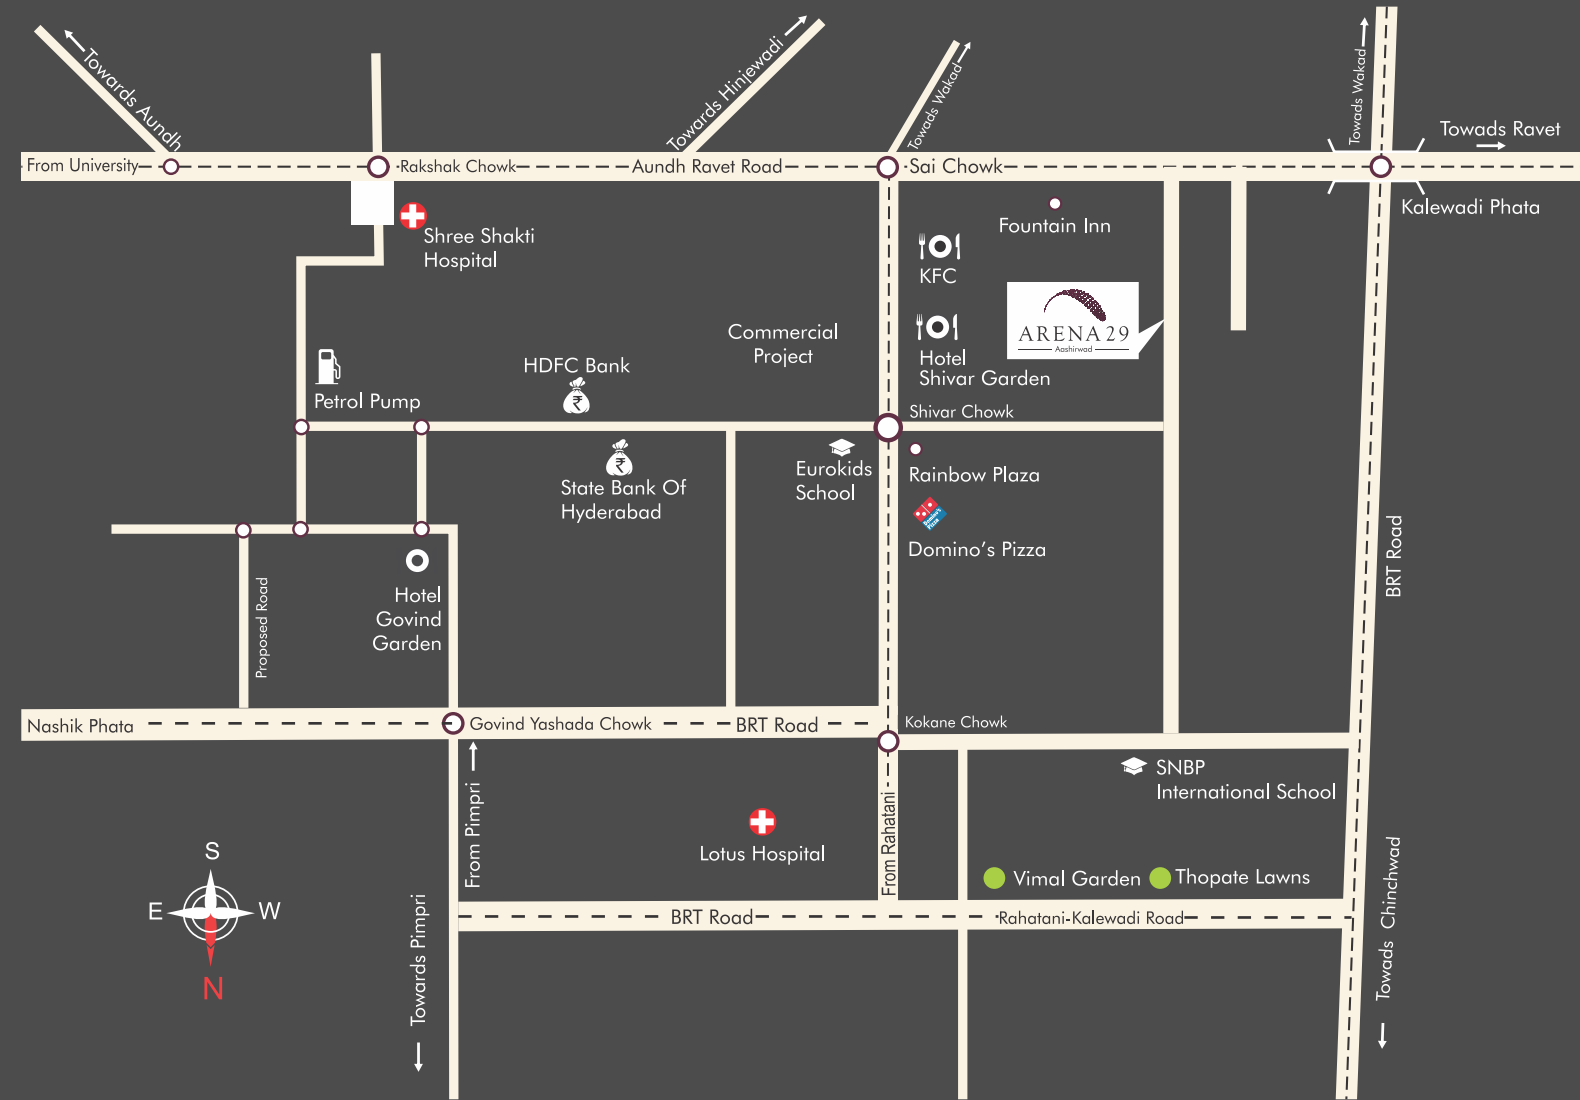 Towards Aundh
Towards Hinjewadi
Towards Wakad
Towads Wakad
Towads Ravet
From University
Rakshak Chowk
Aundh Ravet Road
Sai Chowk
Kalewadi Phata
Shree Shakti
Hospital
Fountain Inn
KFC
ARENA 29
Aashirwad
Commercial
Project
Hotel
Shivar Garden
HDFC Bank
₹
Petrol Pump
Shivar Chowk
₹
State Bank Of
Hyderabad
Eurokids
School
Rainbow Plaza
Domino's
Pizza
Domino's Pizza
BRT Road
Hotel
Govind
Garden
Proposed Road
Nashik Phata
Govind Yashada Chowk
BRT Road
Kokane Chowk
SNBP
International School
From Pimpri
From Rahatani
Lotus Hospital
Vimal Garden
Thopate Lawns
S
E
W
N
Towards Pimpri
BRT Road
Rahatani-Kalewadi Road
Towads Chinchwad